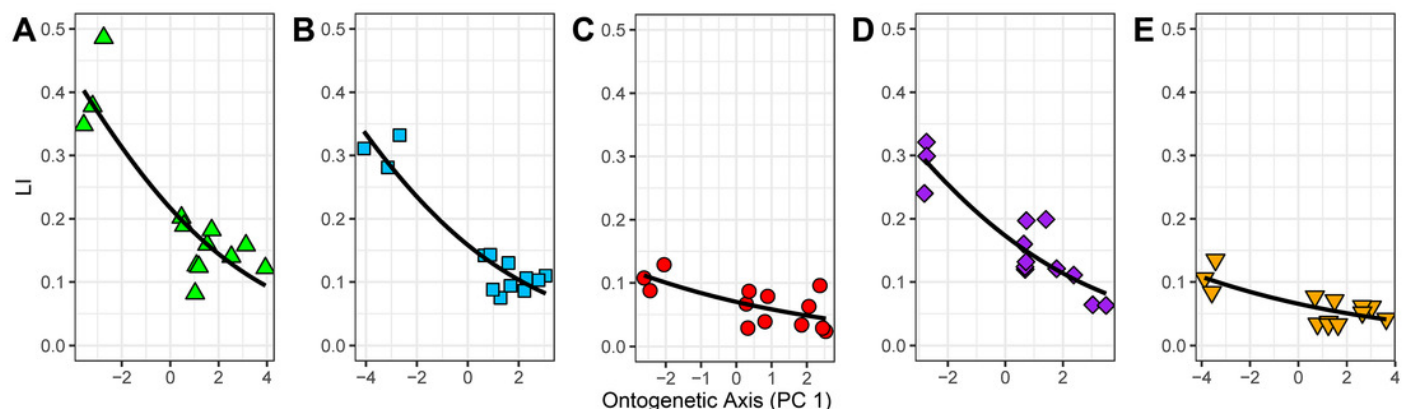 A B C D E
0.5 0.5 0.5 0.5 0.5
0.4 0.4 0.4 0.4 0.4
0.3 0.3 0.3 0.3 0.3
LI
0.2 0.2 0.2 0.2 0.2
0.1 0.1 0.1 0.1 0.1
0.0 0.0 0.0 0.0 0.0
−2 0 2 4 −4 −2 0 2 −2 −1 0 1 2 −2 0 2 −4 −2 0 2 4
Ontogenetic Axis (PC 1)